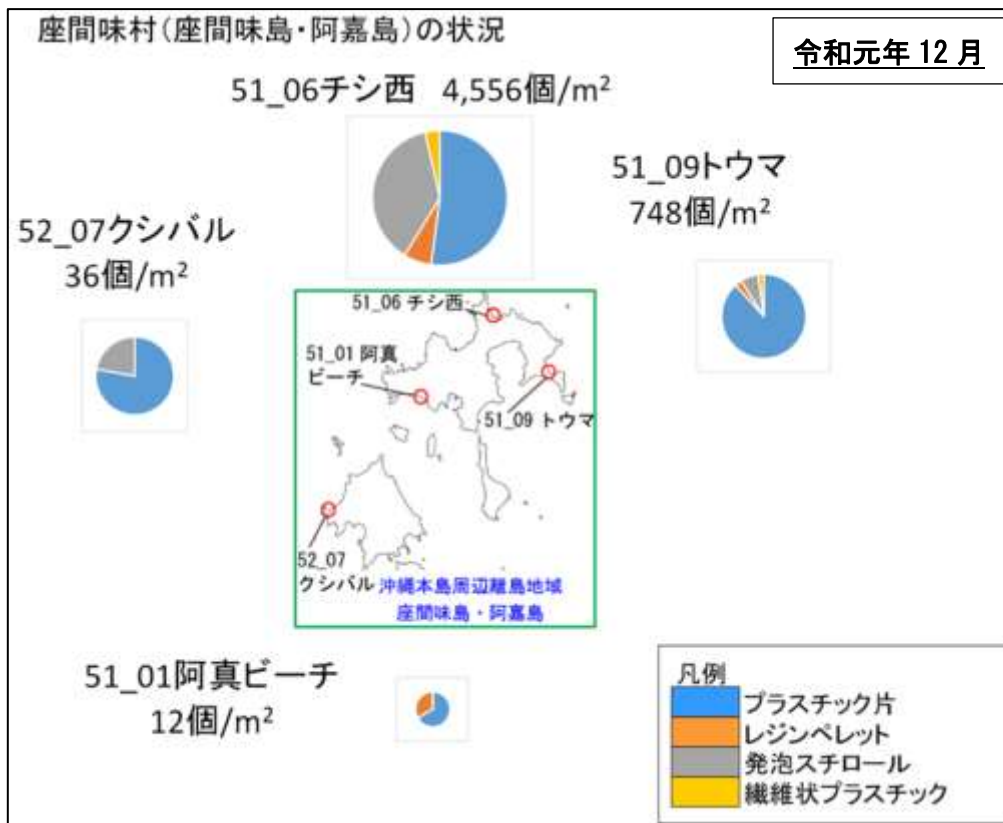 座間味村(座間味島・阿嘉島)の状況
令和元年 12 月
51_06チシ西 4,556個/m²
51_09トウマ
748個/m²
52_07クシバル
36個/m²
51_06 チシ西
51_01 阿真
ビーチ
51_09 トウマ
52_07
クシバル
沖縄本島周辺離島地域
座間味島・阿嘉島
51_01阿真ビーチ
12個/m²
凡例
プラスチック片
レジンペレット
発泡スチロール
繊維状プラスチック